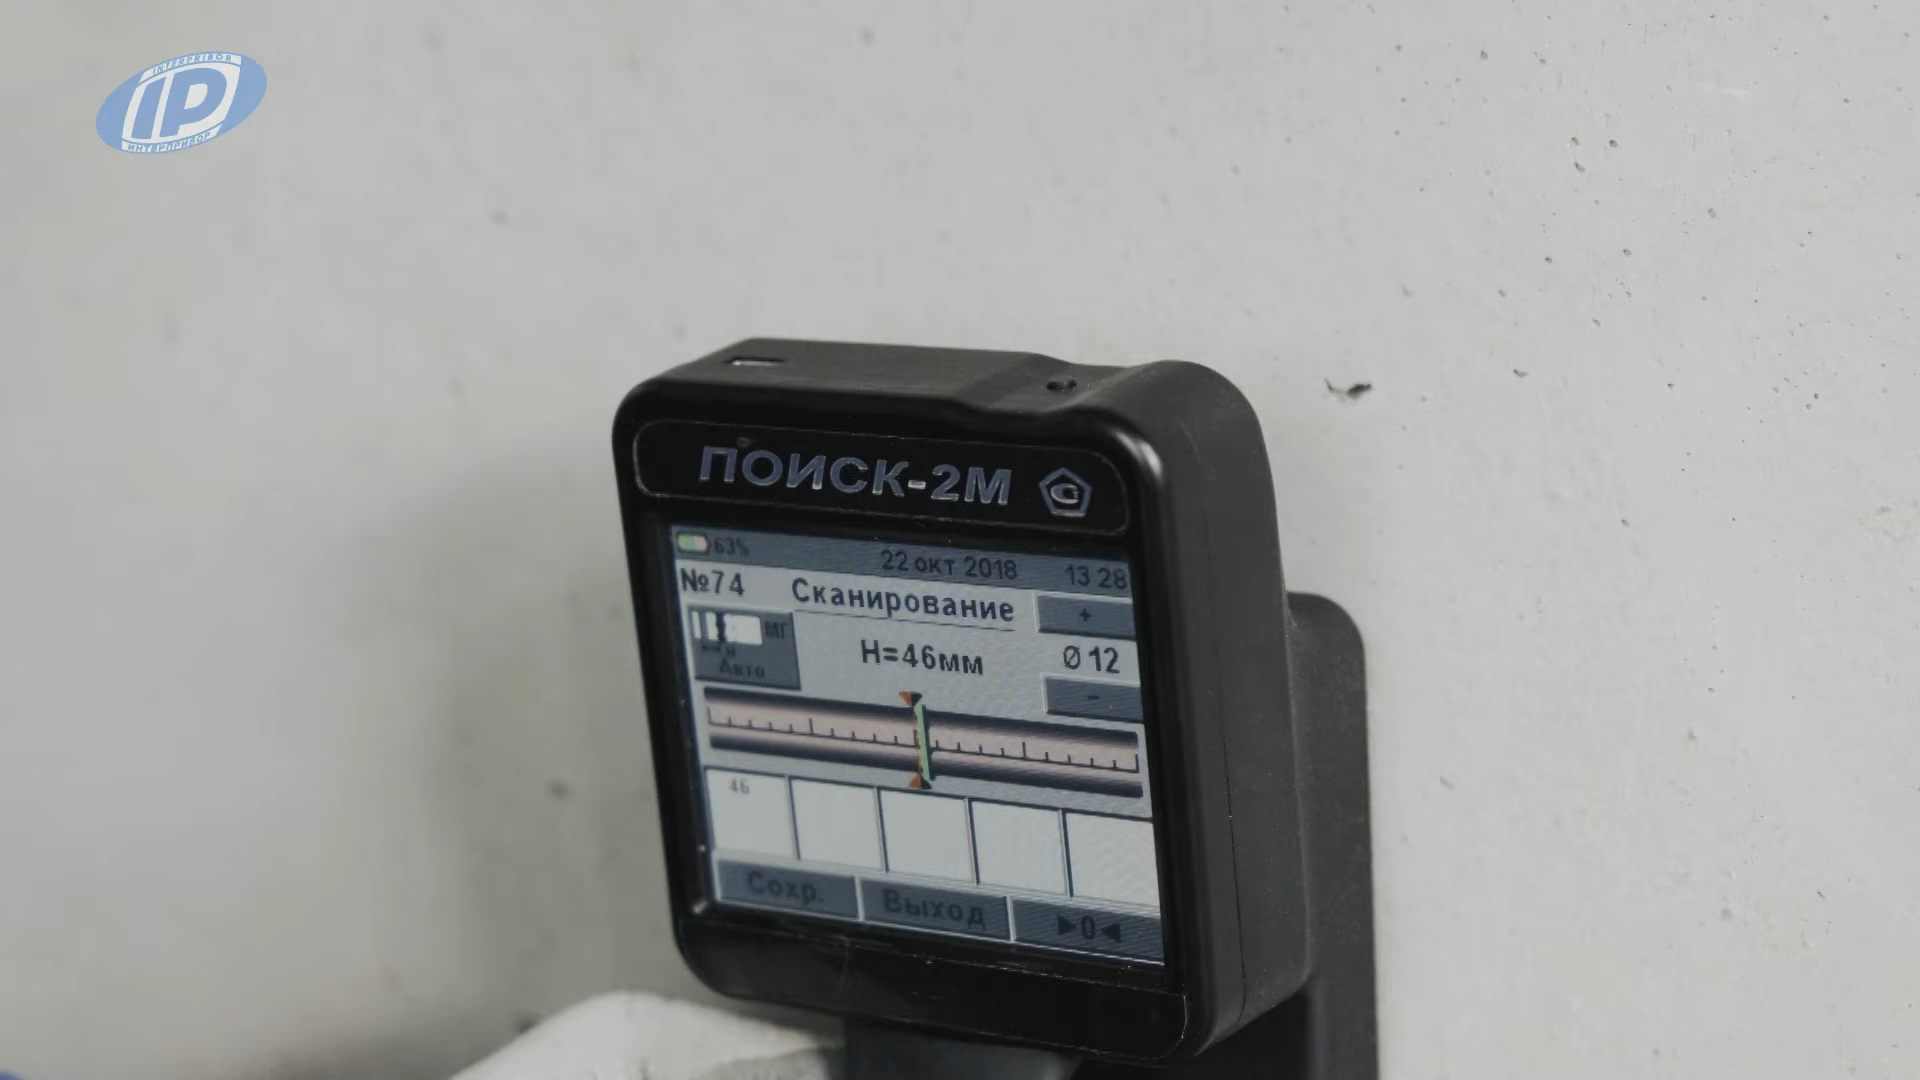 INTERPRIBOR
IP
ИНТЕРПРИБОР
ПОИСК-2М
63%
22 окт 2018
13 28
№74
Сканирование
+
МГ
H
Авто
H=46мм
Ø 12
-
46
Сохр.
Выход
▶0◀